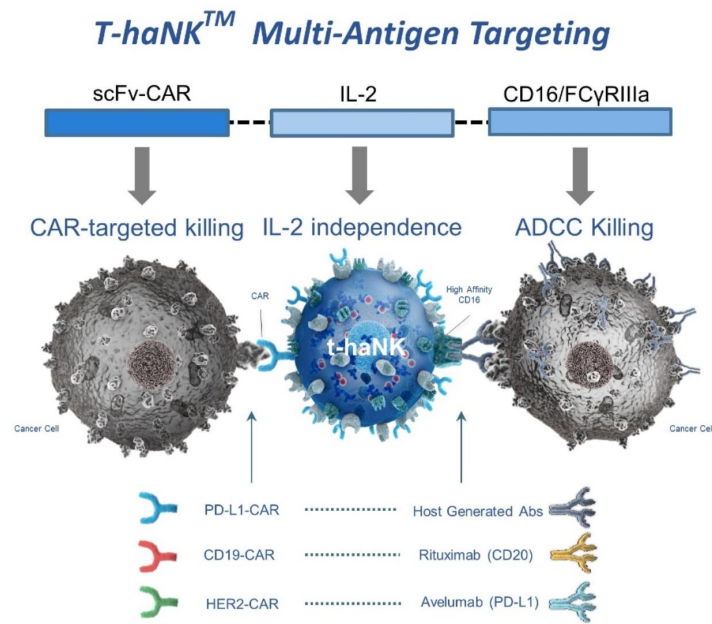 T-haNK™ Multi-Antigen Targeting
scFv-CAR
IL-2
CD16/FCγRIIIa
CAR-targeted killing
IL-2 independence
ADCC Killing
CAR
High Affinity
CD16
t-haNK
Cancer Cell
Cancer Cel
PD-L1-CAR
Host Generated Abs
CD19-CAR
Rituximab (CD20)
HER2-CAR
Avelumab (PD-L1)